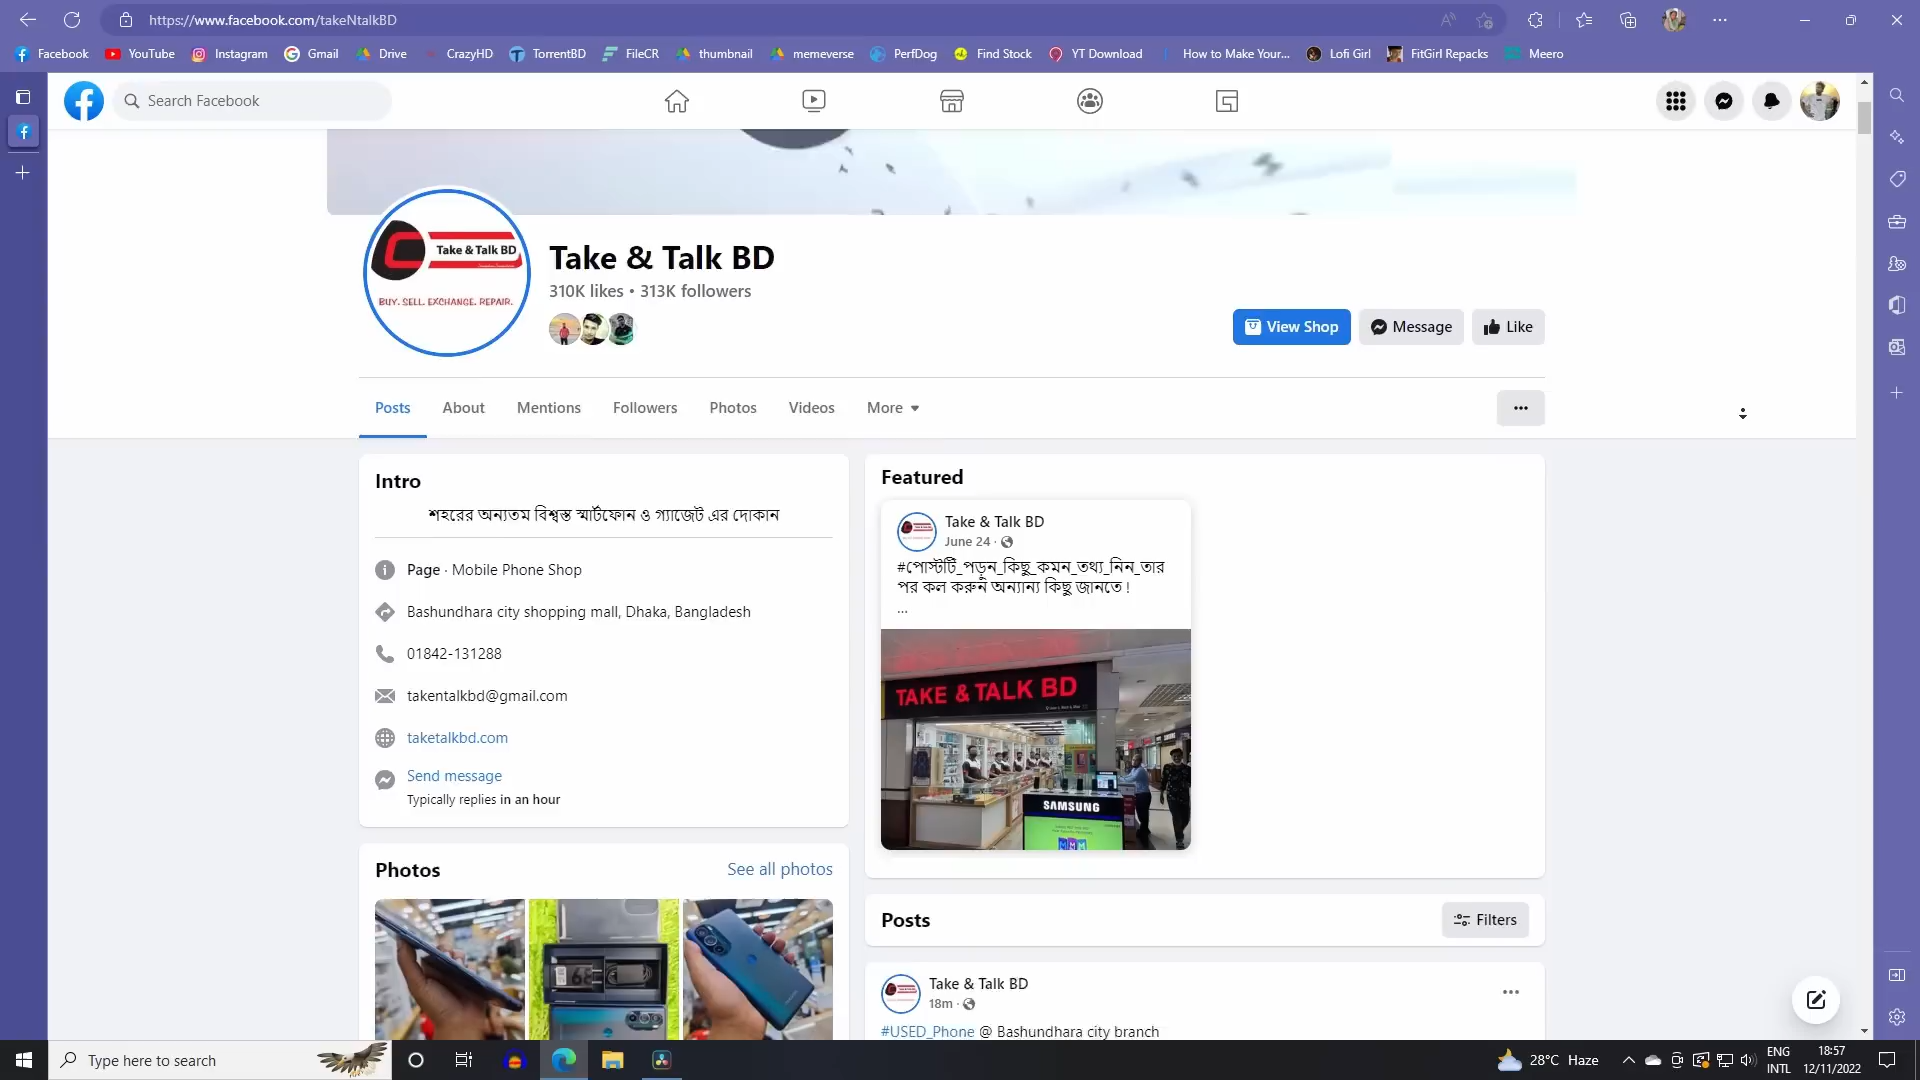 https://www.facebook.com/takeNtalkBD
Facebook
YouTube
Instagram
Gmail
Drive
CrazyHD
TorrentBD
FileCR
thumbnail
memeverse
PerfDog
Find Stock
YT Download
How to Make Your...
Lofi Girl
FitGirl Repacks
Meero
Search Facebook
Take & Talk BD
BUY. SELL. EXCHANGE. REPAIR.
Take & Talk BD
310K likes • 313K followers
View Shop
Message
Like
Posts
About
Mentions
Followers
Photos
Videos
More
Intro
শহরের অন্যতম বিশ্বস্ত স্মার্টফোন ও গ্যাজেট এর দোকান
Page · Mobile Phone Shop
Bashundhara city shopping mall, Dhaka, Bangladesh
01842-131288
takentalkbd@gmail.com
taketalkbd.com
Send message
Typically replies in an hour
Photos
See all photos
Featured
Take & Talk BD
June 24 ·
#পোস্টটি_পড়ুন_কিছু_কমন_তথ্য_নিন_তার
পর কল করুন অন্যান্য কিছু জানতে !
...
TAKE & TALK BD
SAMSUNG
Posts
Filters
Take & Talk BD
18m ·
#USED_Phone @ Bashundhara city branch
Type here to search
28°C Haze
ENG
INTL
18:57
12/11/2022